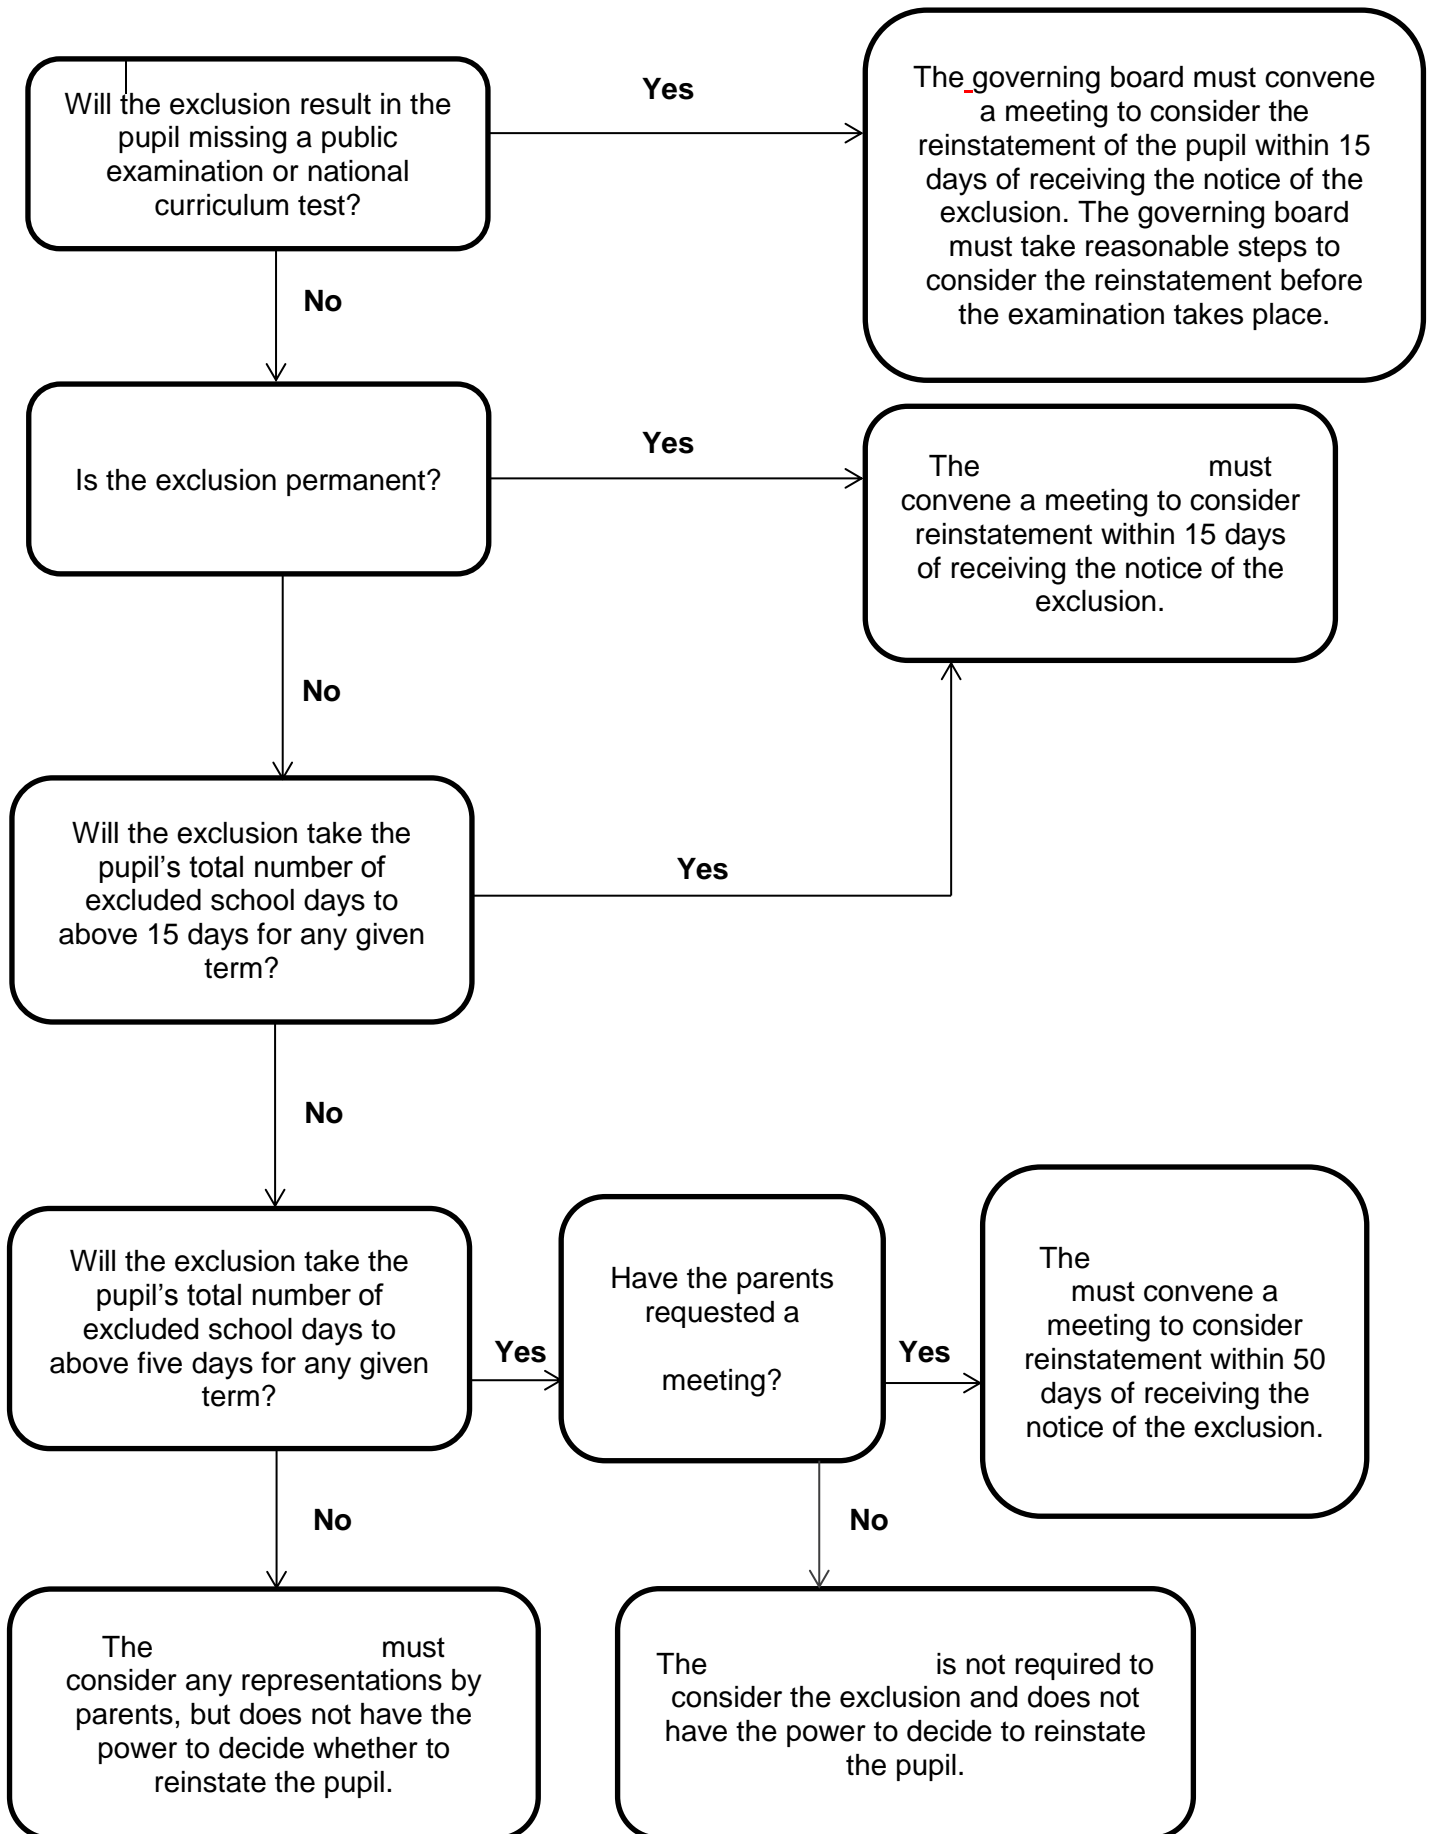 Will the exclusion result in the
pupil missing a public
examination or national
curriculum test?
Yes
The governing board must convene
a meeting to consider the
reinstatement of the pupil within 15
days of receiving the notice of the
exclusion. The governing board
must take reasonable steps to
consider the reinstatement before
the examination takes place.
No
Is the exclusion permanent?
Yes
The must
convene a meeting to consider
reinstatement within 15 days
of receiving the notice of the
exclusion.
No
Will the exclusion take the
pupil’s total number of
excluded school days to
above 15 days for any given
term?
Yes
No
Will the exclusion take the
pupil’s total number of
excluded school days to
above five days for any given
term?
Yes
Have the parents
requested a
meeting?
Yes
The
must convene a
meeting to consider
reinstatement within 50
days of receiving the
notice of the exclusion.
No
No
The must
consider any representations by
parents, but does not have the
power to decide whether to
reinstate the pupil.
The is not required to
consider the exclusion and does not
have the power to decide to reinstate
the pupil.